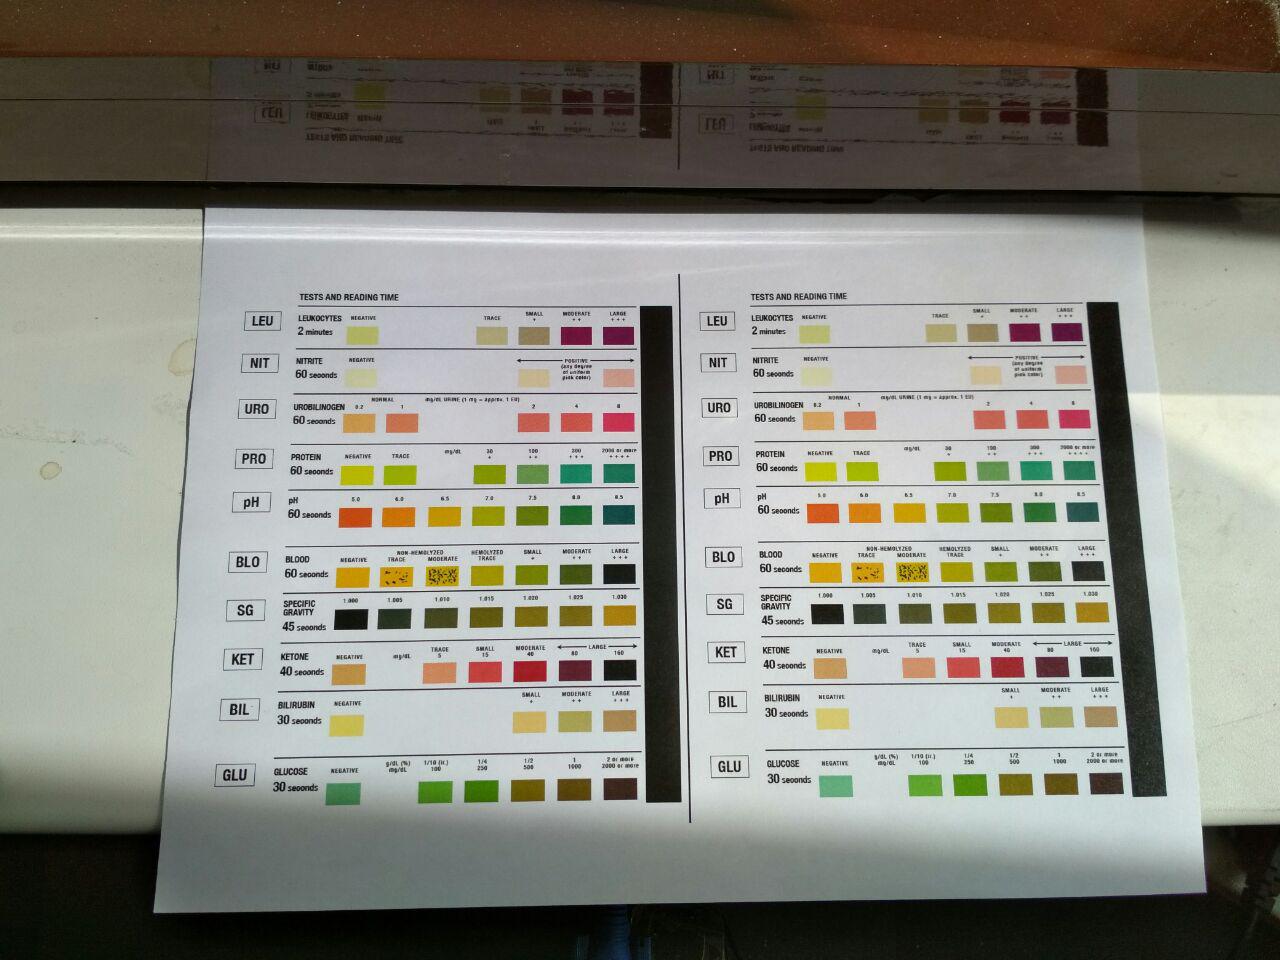 TESTS AND READING TIME
LEU
LEUKOCYTES
2 minutes
NEGATIVE
TRACE
SMALL
+
MODERATE
++
LARGE
+++
NIT
NITRITE
60 seconds
NEGATIVE
POSITIVE
(any degree
of uniform
pink color)
URO
UROBILINOGEN
60 seconds
NORMAL
mg/dL URINE (1 mg = approx. 1 EU)
0.2 1 2 4 8
PRO
PROTEIN
60 seconds
NEGATIVE
TRACE
mg/dL
30
+
100
++
300
+++
2000 or more
++++
pH
pH
60 seconds
5.0 6.0 6.5 7.0 7.5 8.0 8.5
BLO
BLOOD
60 seconds
NEGATIVE
NON-HEMOLYZED
TRACE MODERATE
HEMOLYZED
TRACE
SMALL
+
MODERATE
++
LARGE
+++
SG
SPECIFIC
GRAVITY
45 seconds
1.000 1.005 1.010 1.015 1.020 1.025 1.030
KET
KETONE
40 seconds
NEGATIVE
mg/dL
TRACE
5
SMALL
15
MODERATE
40
LARGE
80 160
BIL
BILIRUBIN
30 seconds
NEGATIVE
SMALL
+
MODERATE
++
LARGE
+++
GLU
GLUCOSE
30 seconds
NEGATIVE
g/dL (%)
mg/dL
1/10 (tr.)
100
1/4
250
1/2
500
1
1000
2 or more
2000 or more
TESTS AND READING TIME
LEU
LEUKOCYTES
2 minutes
NEGATIVE
TRACE
SMALL
+
MODERATE
++
LARGE
+++
NIT
NITRITE
60 seconds
NEGATIVE
POSITIVE
(any degree
of uniform
pink color)
URO
UROBILINOGEN
60 seconds
NORMAL
mg/dL URINE (1 mg = approx. 1 EU)
0.2 1 2 4 8
PRO
PROTEIN
60 seconds
NEGATIVE
TRACE
mg/dL
30
+
100
++
300
+++
2000 or more
++++
pH
pH
60 seconds
5.0 6.0 6.5 7.0 7.5 8.0 8.5
BLO
BLOOD
60 seconds
NEGATIVE
NON-HEMOLYZED
TRACE MODERATE
HEMOLYZED
TRACE
SMALL
+
MODERATE
++
LARGE
+++
SG
SPECIFIC
GRAVITY
45 seconds
1.000 1.005 1.010 1.015 1.020 1.025 1.030
KET
KETONE
40 seconds
NEGATIVE
mg/dL
TRACE
5
SMALL
15
MODERATE
40
LARGE
80 160
BIL
BILIRUBIN
30 seconds
NEGATIVE
SMALL
+
MODERATE
++
LARGE
+++
GLU
GLUCOSE
30 seconds
NEGATIVE
g/dL (%)
mg/dL
1/10 (tr.)
100
1/4
250
1/2
500
1
1000
2 or more
2000 or more